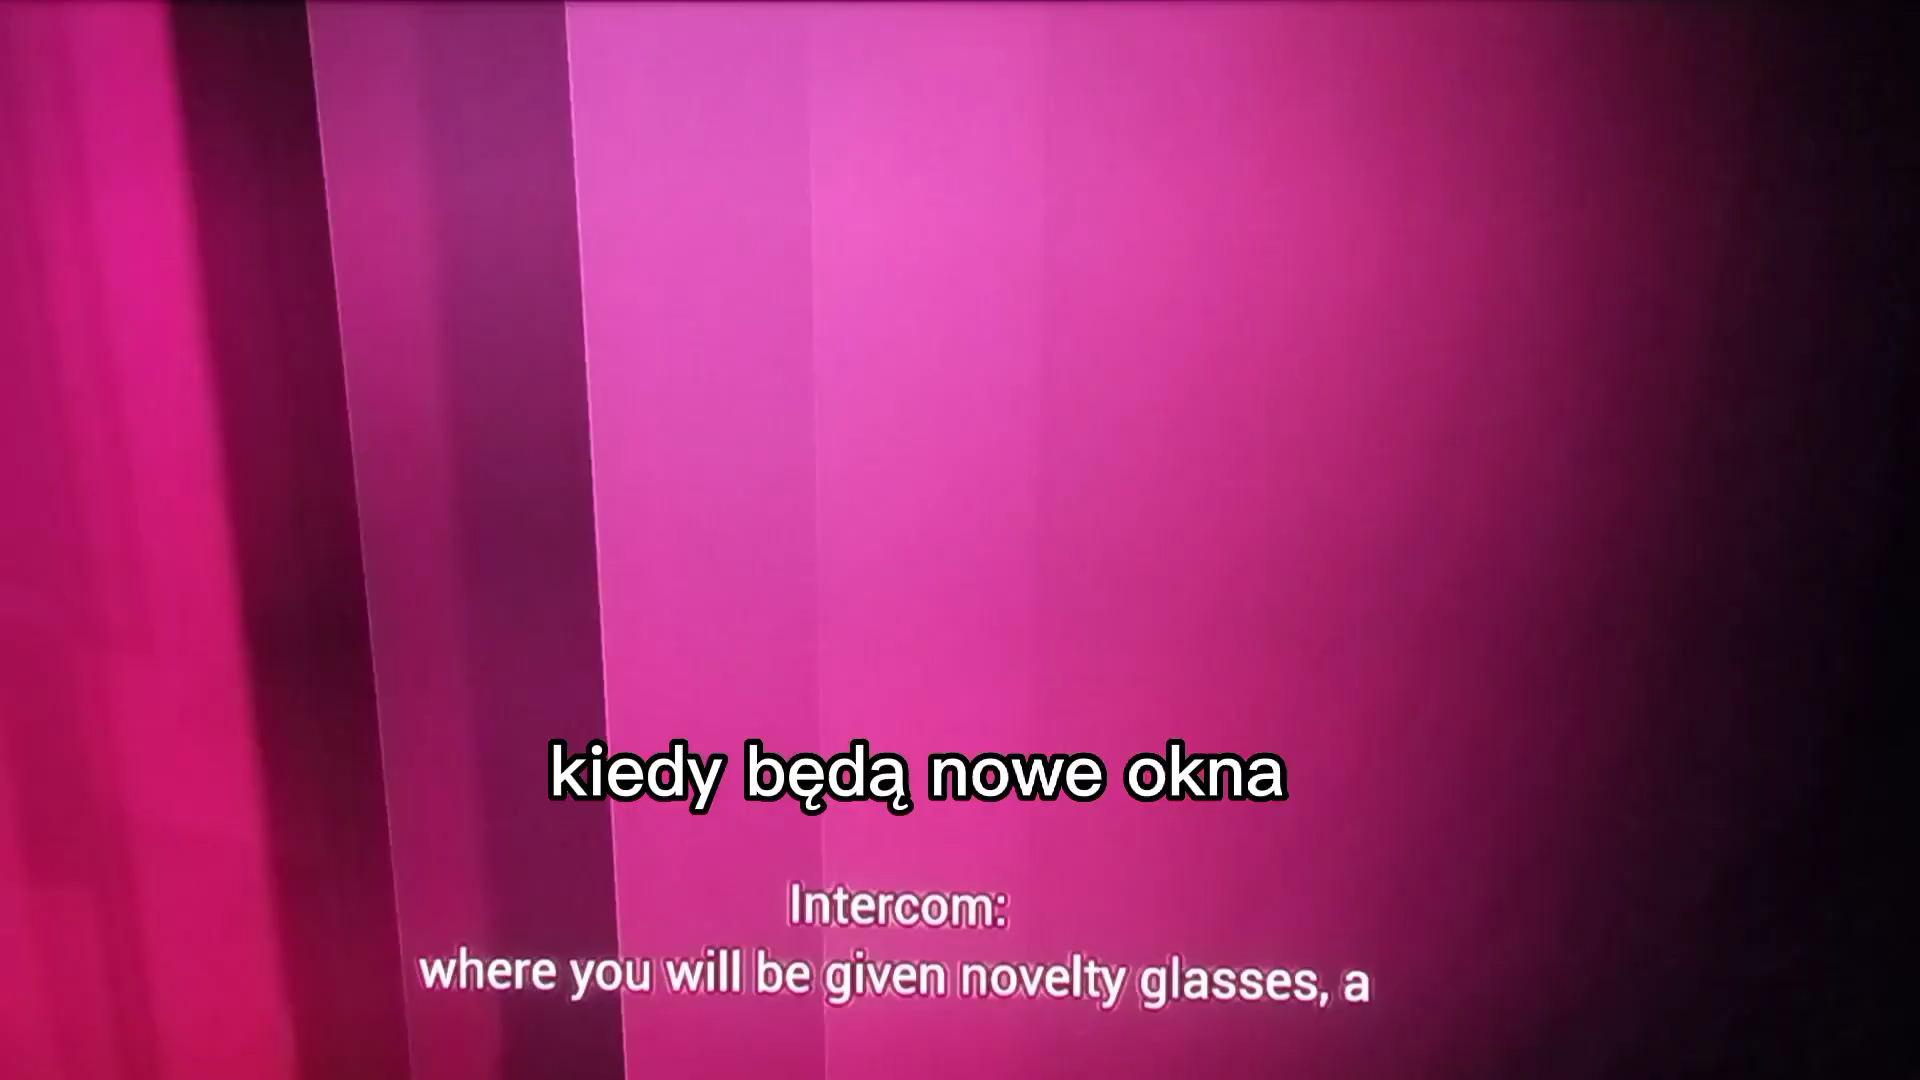 kiedy będą nowe okna
Intercom:
where you will be given novelty glasses, a